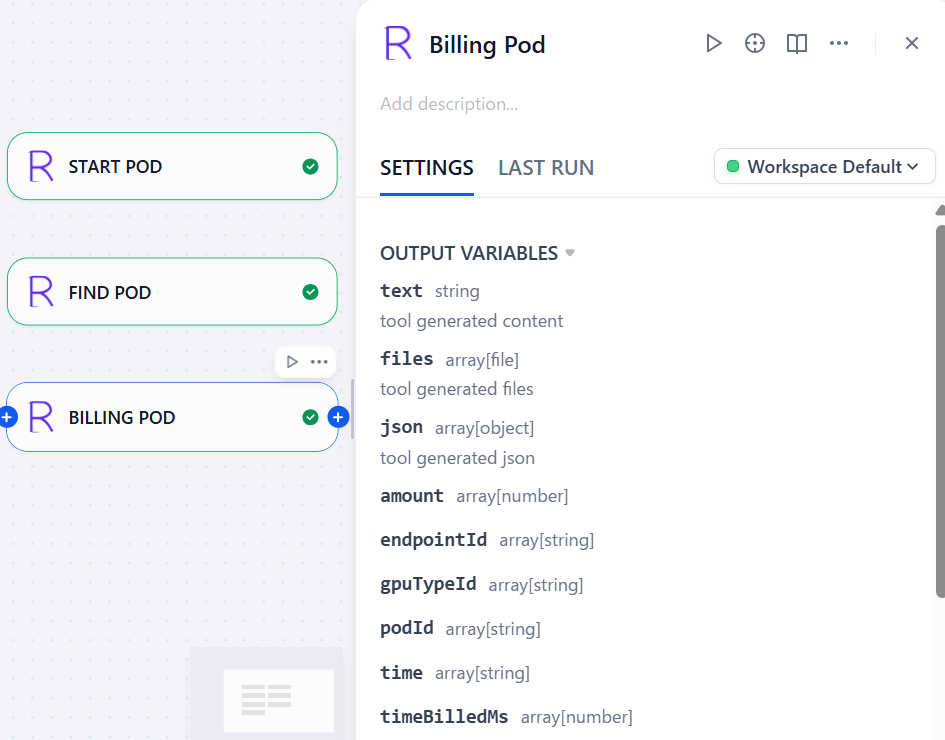 START POD
FIND POD
BILLING POD
Billing Pod
Add description...
SETTINGS LAST RUN Workspace Default
OUTPUT VARIABLES
text string
tool generated content
files array[file]
tool generated files
json array[object]
tool generated json
amount array[number]
endpointId array[string]
gpuTypeId array[string]
podId array[string]
time array[string]
timeBilledMs array[number]